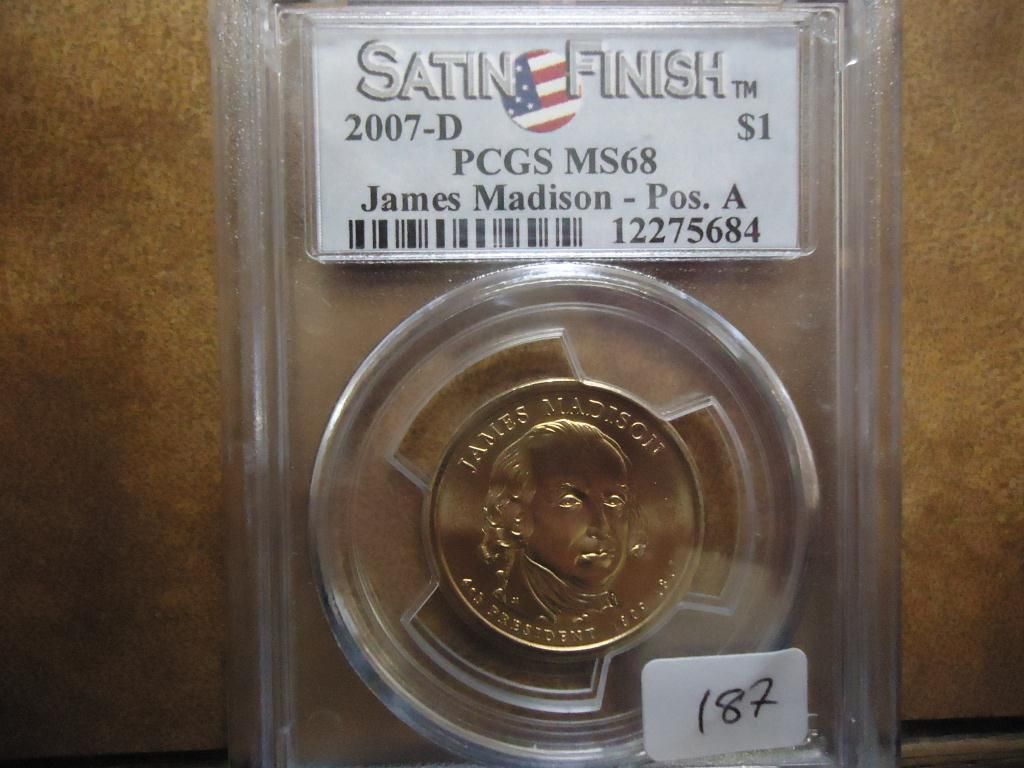 SATIN FINISH™
2007-D $1
PCGS MS68
James Madison - Pos. A
12275684
JAMES MADISON
PRESIDENT
187